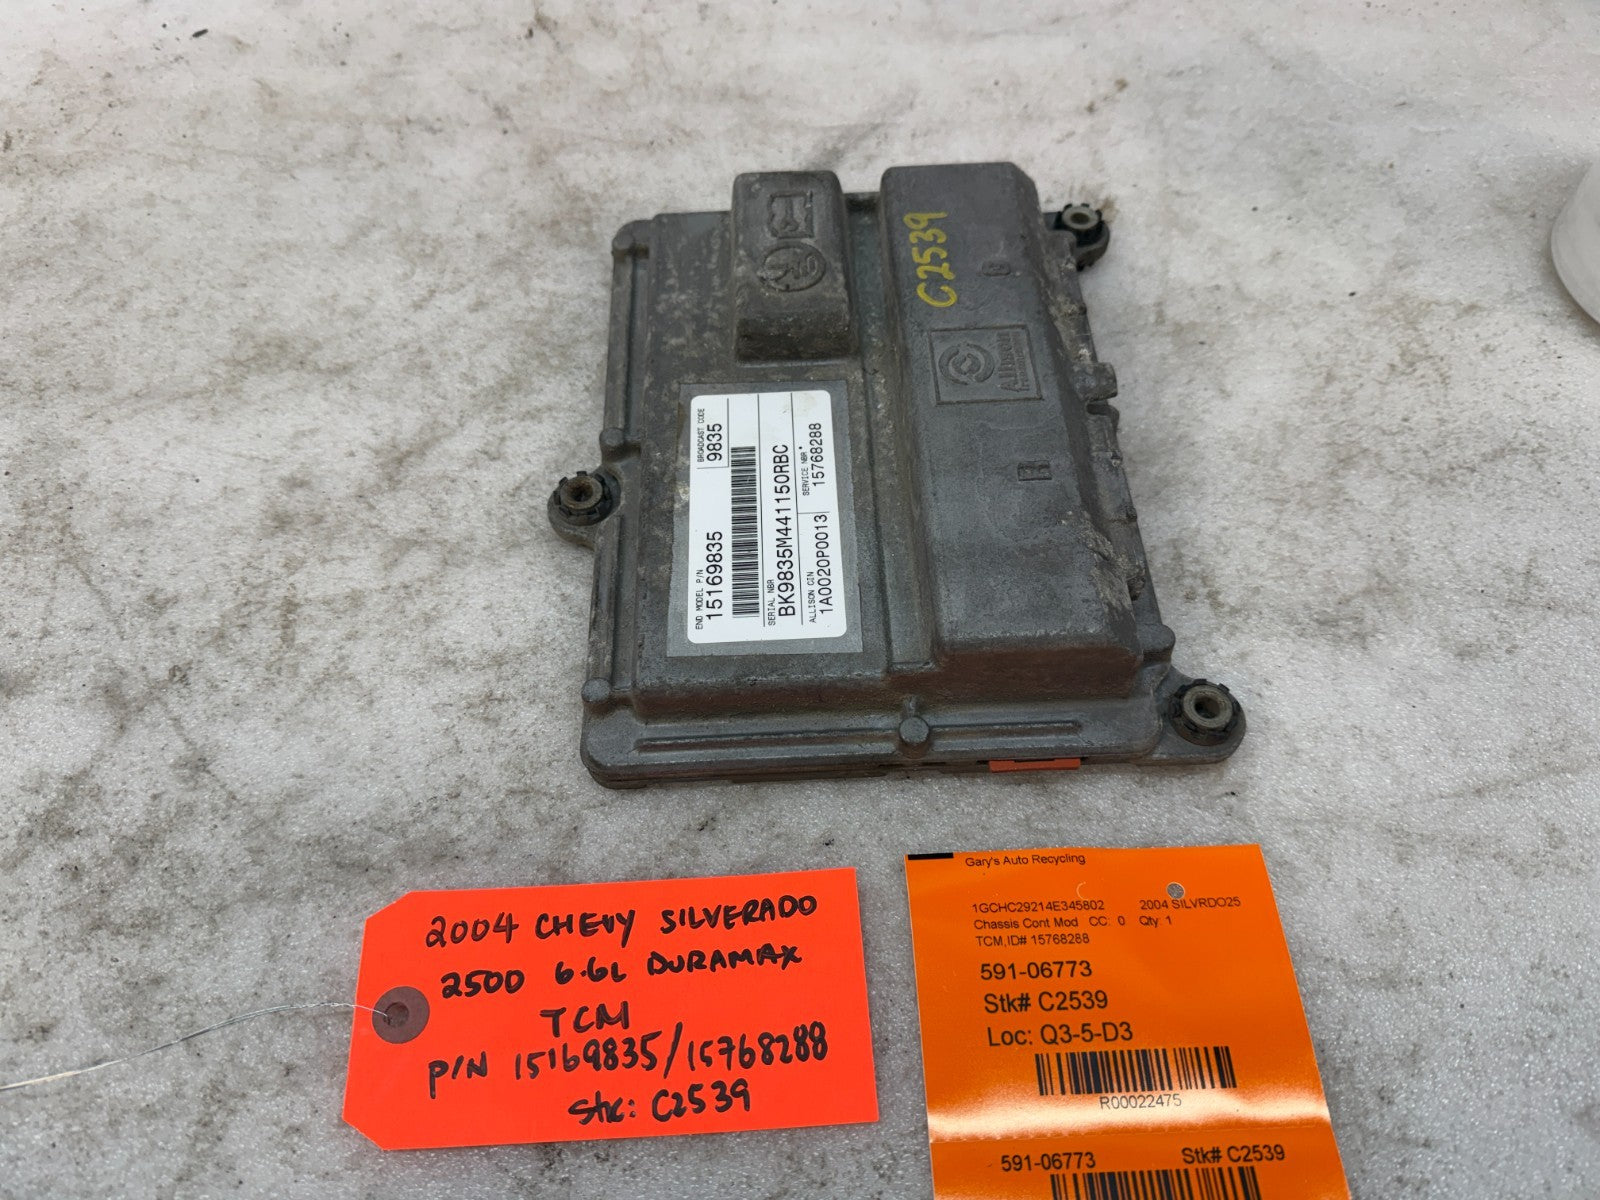 C2539
Allison
END MODEL P/N
15169835
BROADCAST CODE
9835
SERIAL NBR
BK9835M441150RBC
ALLISON CIN
1A0020P0013
SERVICE NBR*
15768288
2004 CHEVY SILVERADO
2500 6.6L DURAMAX
TCM
P/N 15169835/15768288
Stk: C2539
Gary's Auto Recycling
1GCHC29214E345802 2004 SILVRDO25
Chassis Cont Mod CC: 0 Qty: 1
TCM,ID# 15768288
591-06773
Stk# C2539
Loc: Q3-5-D3
R00022475
591-06773 Stk# C2539